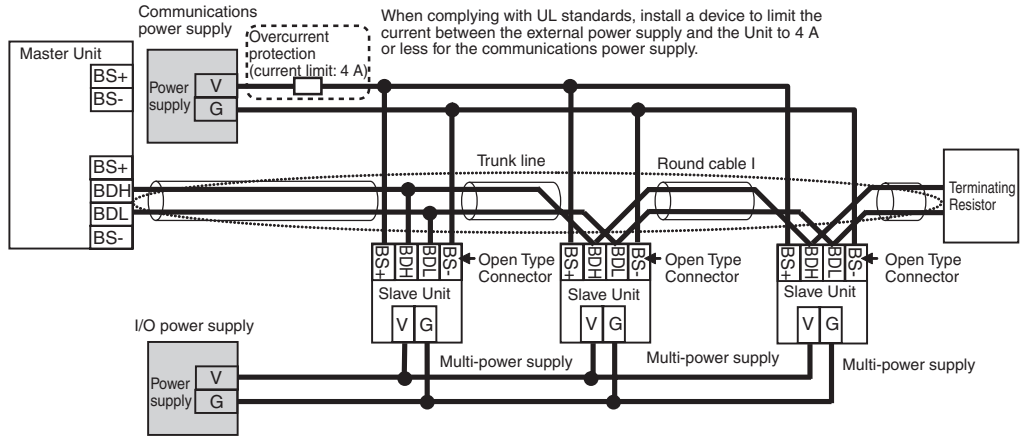 Communications
power supply
When complying with UL standards, install a device to limit the
current between the external power supply and the Unit to 4 A
or less for the communications power supply.
Overcurrent
protection
(current limit: 4 A)
Master Unit
BS+
BS-
Power
supply
V
G
BS+
BDH
BDL
BS-
Trunk line
Round cable I
Terminating
Resistor
BS+
BDH
BDL
BS-
Open Type
Connector
Slave Unit
V
G
BS+
BDH
BDL
BS-
Open Type
Connector
Slave Unit
V
G
BS+
BDH
BDL
BS-
Open Type
Connector
Slave Unit
V
G
I/O power supply
Power
supply
V
G
Multi-power supply
Multi-power supply
Multi-power supply